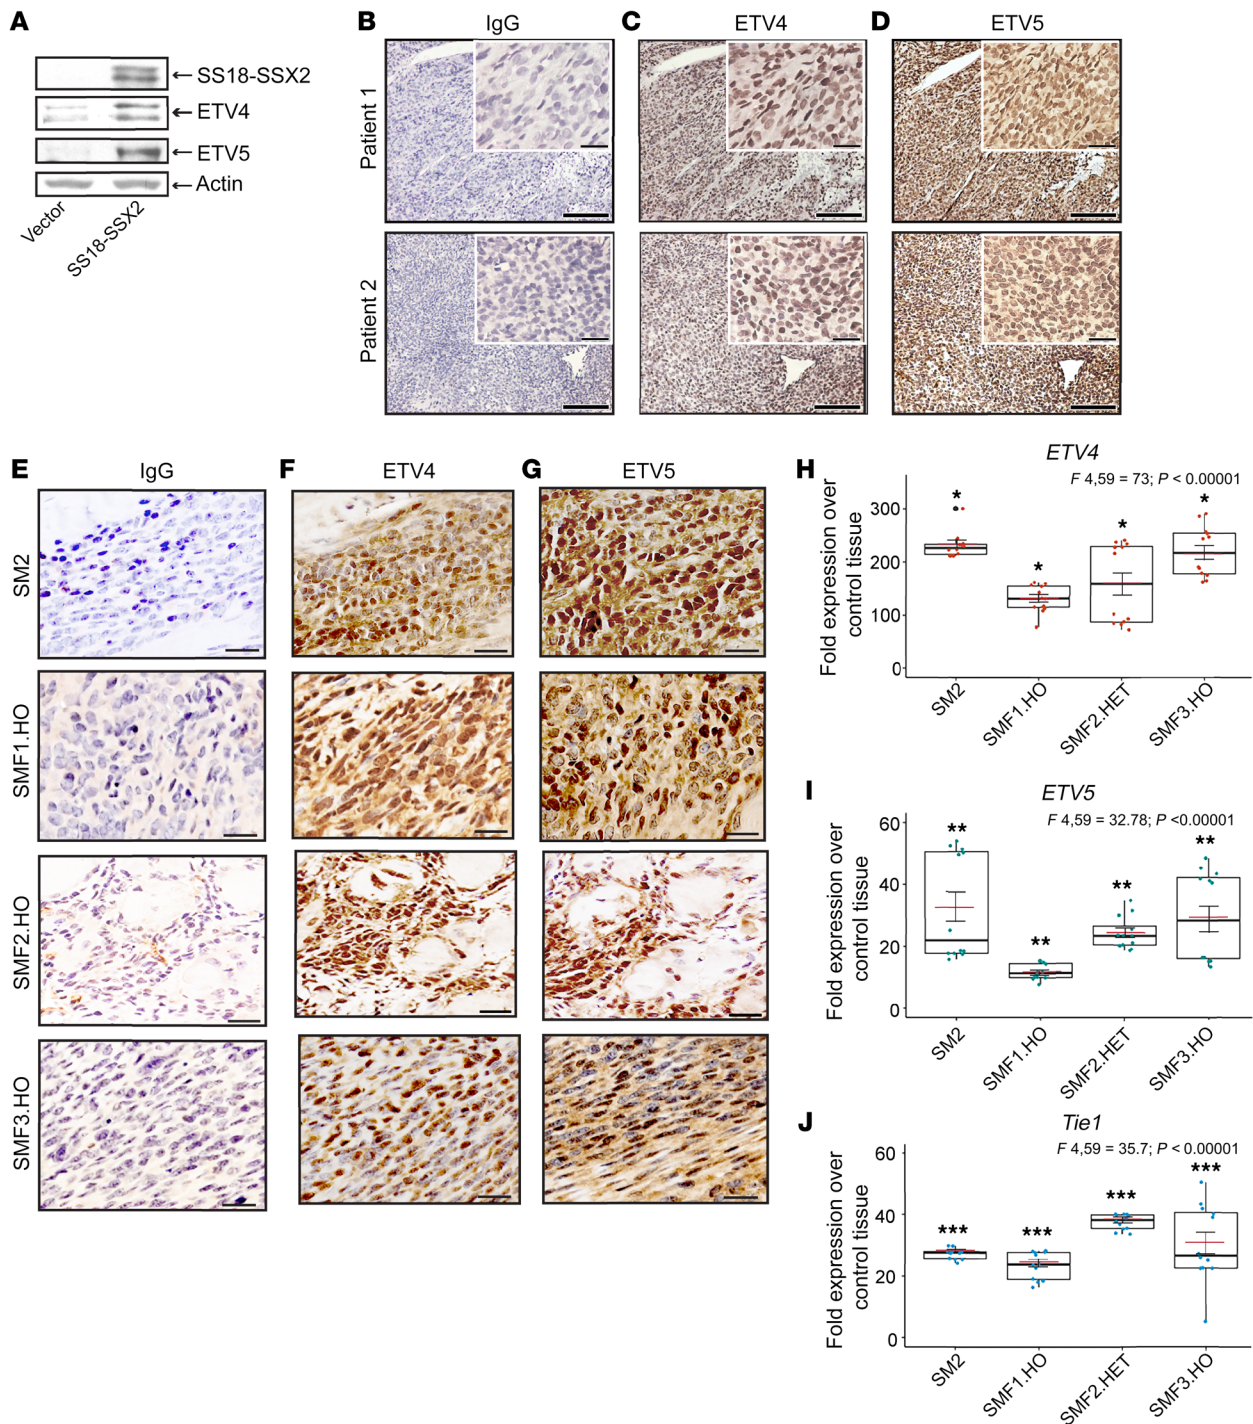 A
SS18-SSX2
ETV4
ETV5
Actin
Vector
SS18-SSX2
B
IgG
C
ETV4
D
ETV5
Patient 1
Patient 2
E
IgG
F
ETV4
G
ETV5
SM2
SMF1.HO
SMF2.HO
SMF3.HO
H
ETV4
F 4,59 = 73; P < 0.00001
Fold expression over
control tissue
300
200
100
0
*
*
*
*
SM2
SMF1.HO
SMF2.HET
SMF3.HO
I
ETV5
F 4,59 = 32.78; P <0.00001
Fold expression over
control tissue
60
40
20
0
**
**
**
**
SM2
SMF1.HO
SMF2.HET
SMF3.HO
J
Tie1
F 4,59 = 35.7; P < 0.00001
Fold expression over
control tissue
60
40
20
0
***
***
***
***
SM2
SMF1.HO
SMF2.HET
SMF3.HO